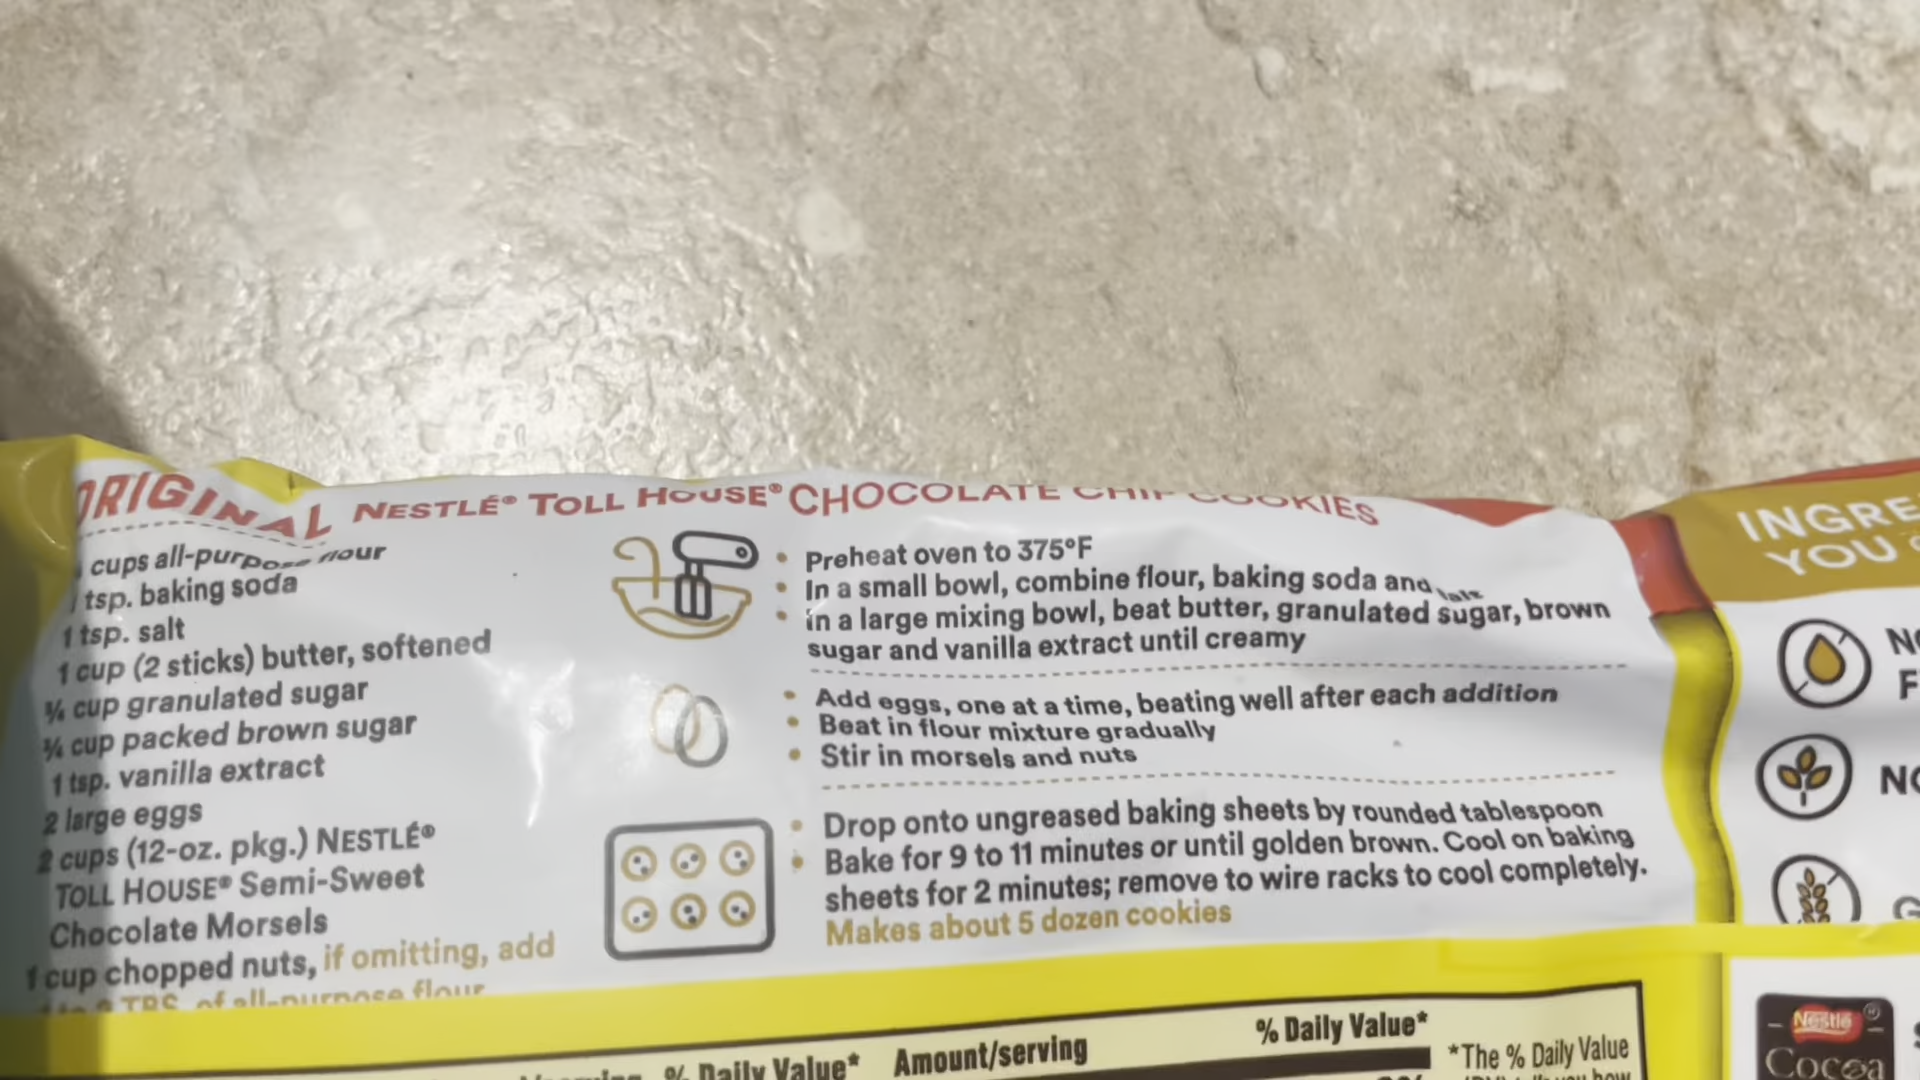 ORIGINAL NESTLÉ® TOLL HOUSE® CHOCOLATE CHIP COOKIES
cups all-purpose flour
tsp. baking soda
1 tsp. salt
1 cup (2 sticks) butter, softened
¾ cup granulated sugar
¾ cup packed brown sugar
1 tsp. vanilla extract
2 large eggs
2 cups (12-oz. pkg.) NESTLÉ®
TOLL HOUSE® Semi-Sweet
Chocolate Morsels
1 cup chopped nuts, if omitting, add
TBS. of all-purpose flour
• Preheat oven to 375°F
• In a small bowl, combine flour, baking soda and salt
• in a large mixing bowl, beat butter, granulated sugar, brown
sugar and vanilla extract until creamy
• Add eggs, one at a time, beating well after each addition
• Beat in flour mixture gradually
• Stir in morsels and nuts
• Drop onto ungreased baking sheets by rounded tablespoon
• Bake for 9 to 11 minutes or until golden brown. Cool on baking
sheets for 2 minutes; remove to wire racks to cool completely.
Makes about 5 dozen cookies
% Daily Value*
Amount/serving
% Daily Value*
*The % Daily Value
YOU
Nestlé®
Cocoa